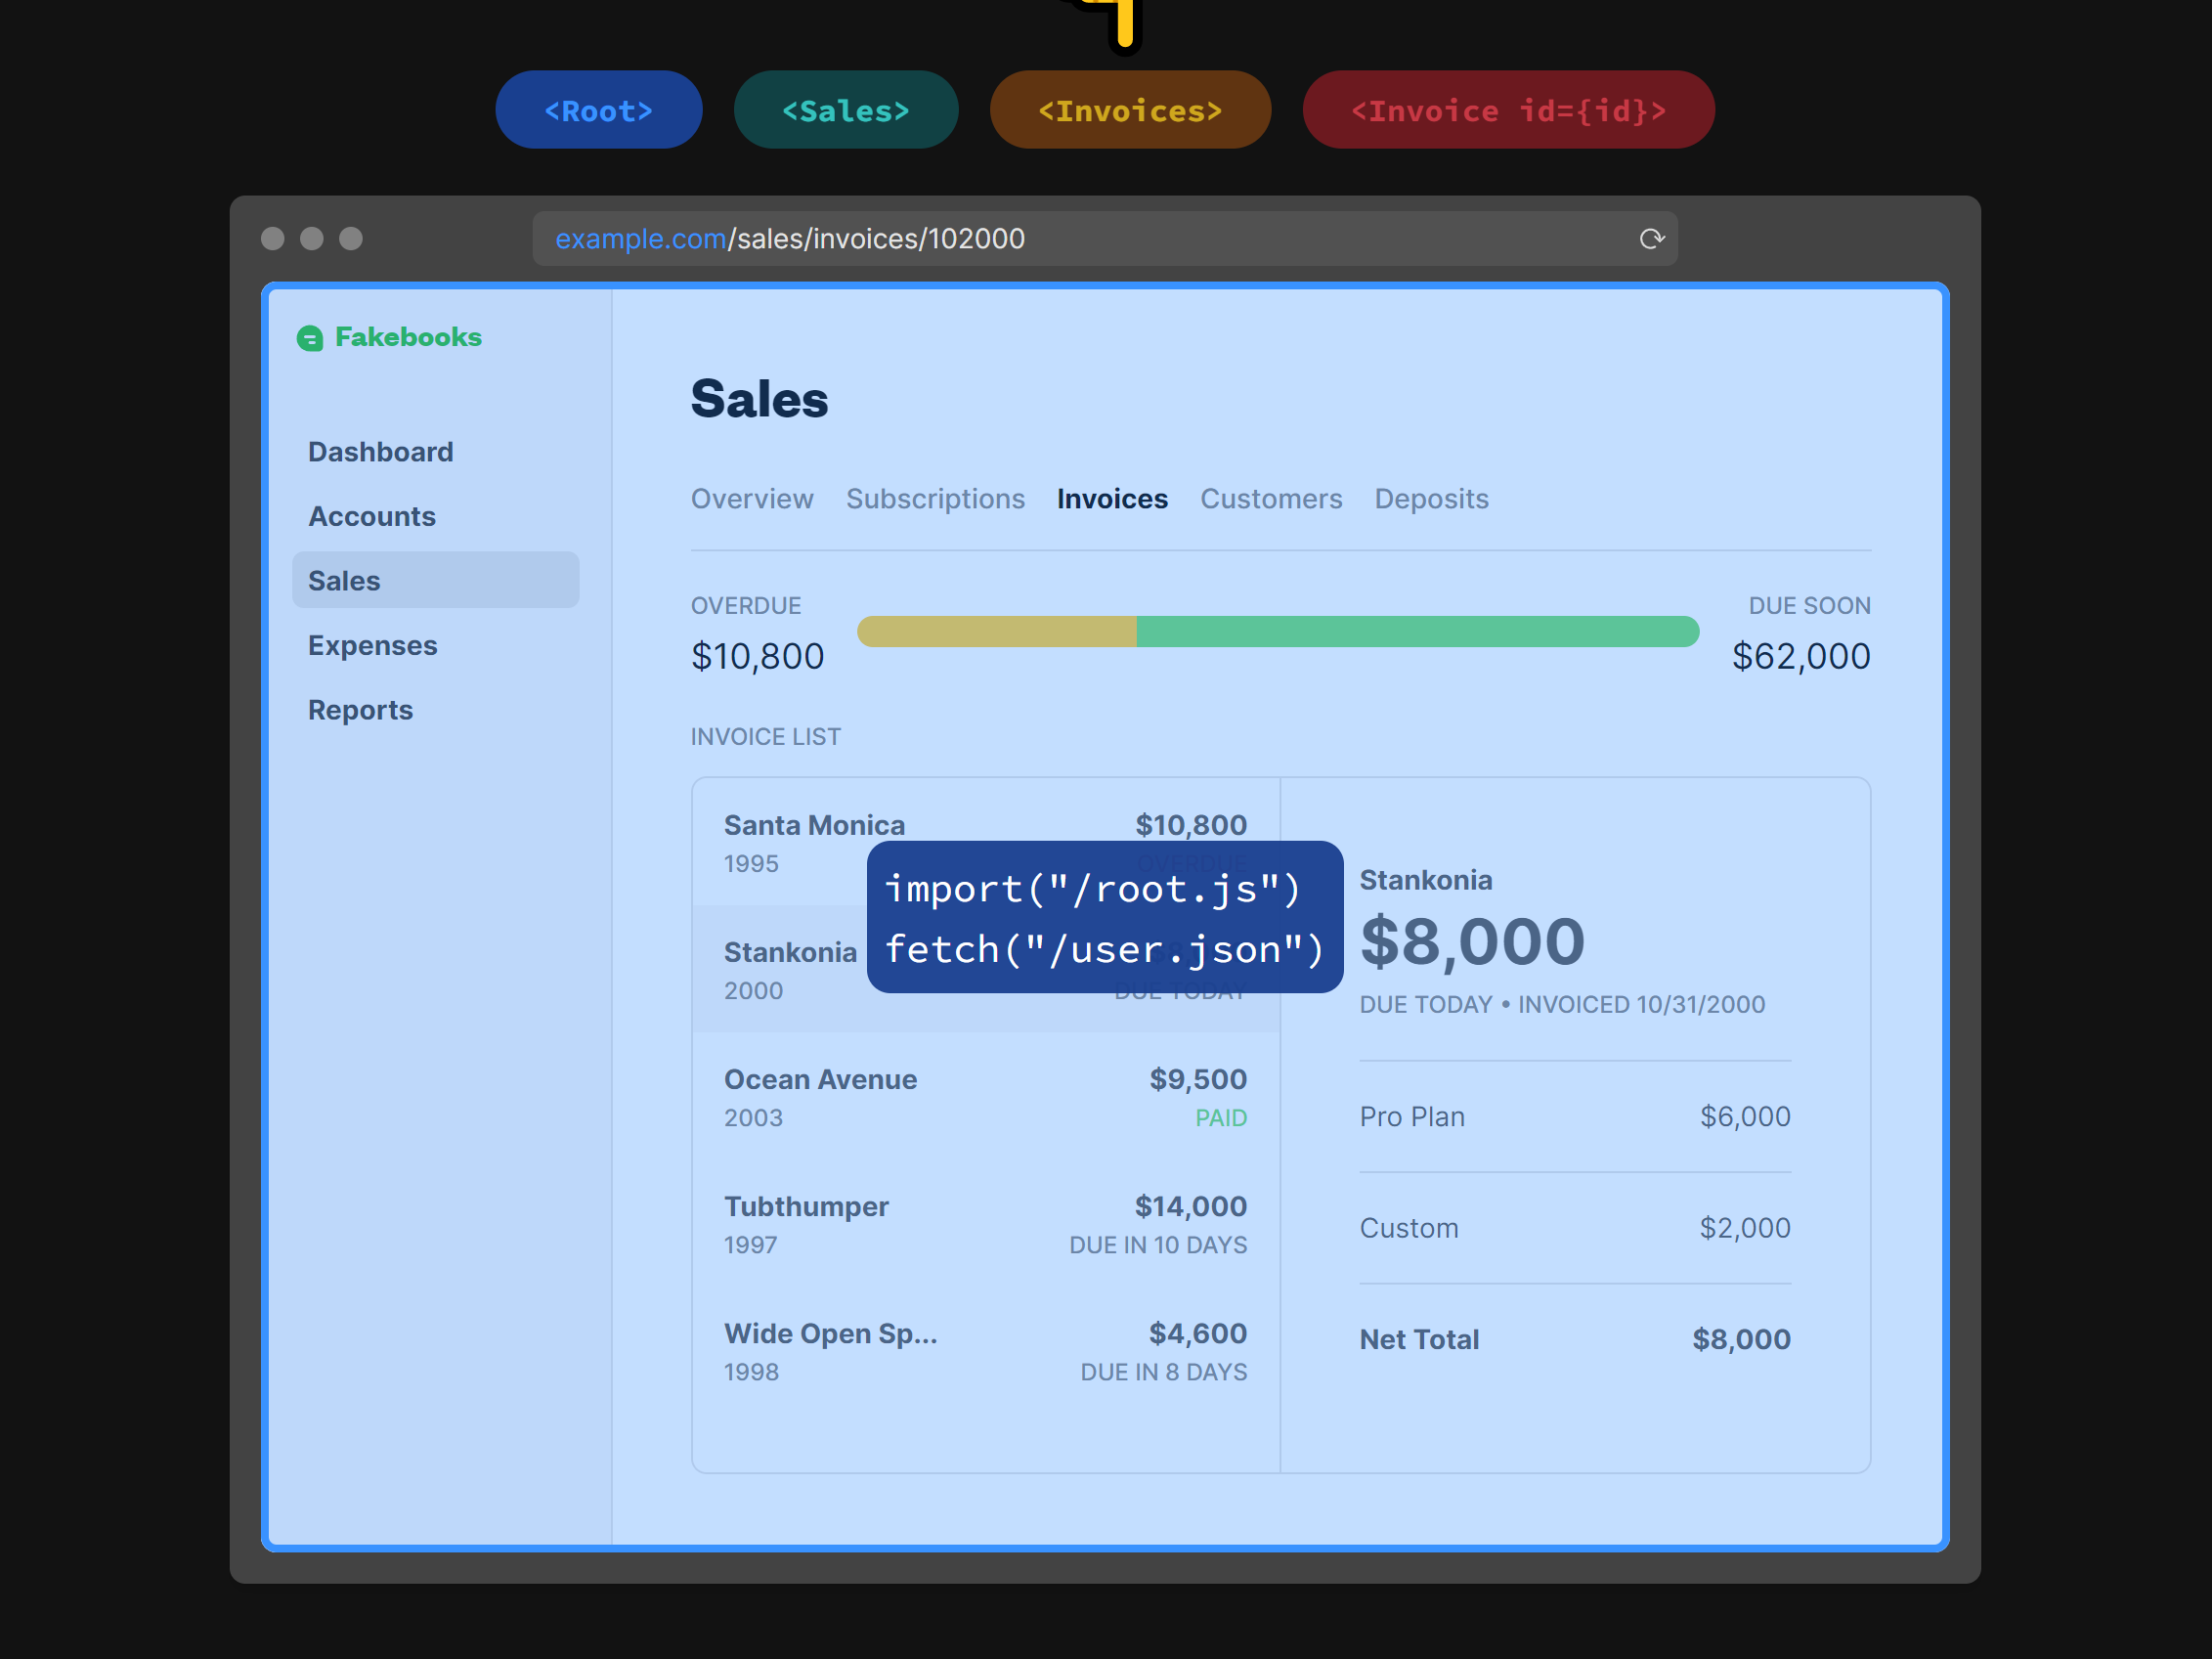 <Root> <Sales> <Invoices> <Invoice id={id}>
example.com/sales/invoices/102000
Fakebooks
Dashboard
Accounts
Sales
Expenses
Reports
Sales
Overview Subscriptions Invoices Customers Deposits
OVERDUE
$10,800
DUE SOON
$62,000
INVOICE LIST
Santa Monica $10,800
1995 OVERDUE
import("/root.js")
fetch("/user.json")
Stankonia
2000 DUE TODAY
Ocean Avenue $9,500
2003 PAID
Tubthumper $14,000
1997 DUE IN 10 DAYS
Wide Open Sp... $4,600
1998 DUE IN 8 DAYS
Stankonia
$8,000
DUE TODAY • INVOICED 10/31/2000
Pro Plan $6,000
Custom $2,000
Net Total $8,000